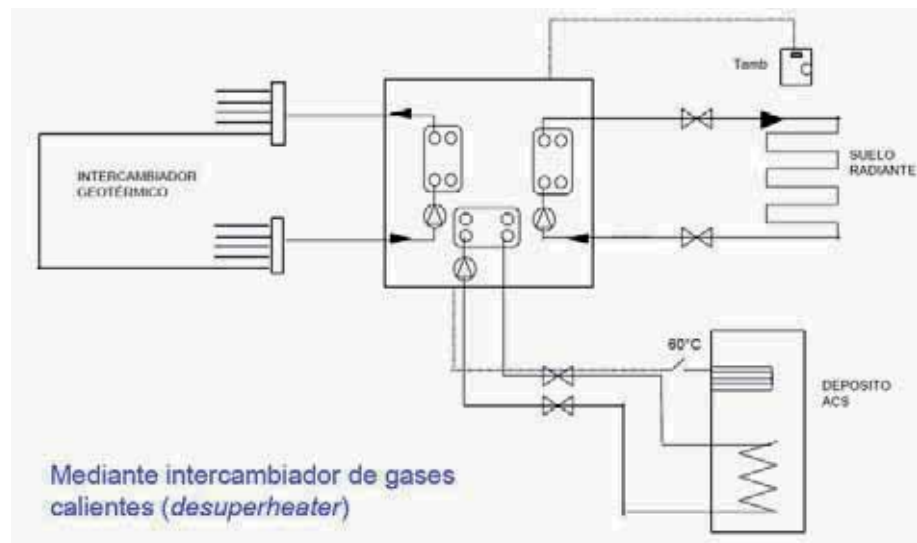 Tamb
INTERCAMBIADOR
GEOTÉRMICO
SUELO
RADIANTE
60°C
DEPOSITO
ACS
Mediante intercambiador de gases
calientes (desuperheater)